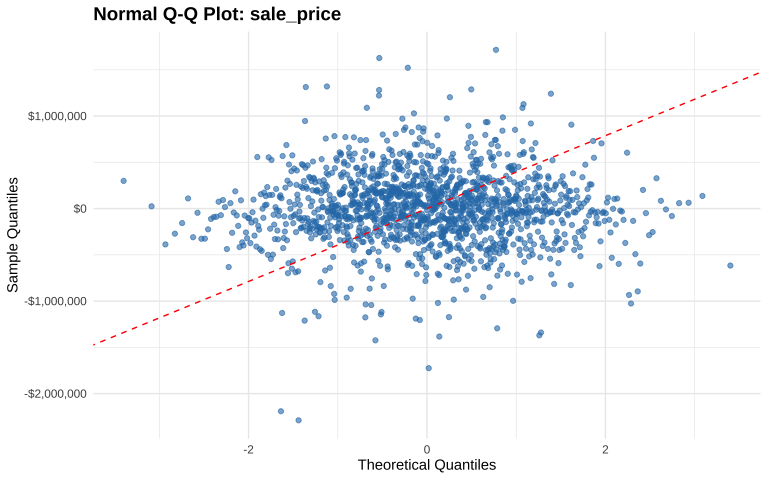 Normal Q-Q Plot: sale_price
Sample Quantiles
$1,000,000
$0
-$1,000,000
-$2,000,000
-2
0
2
Theoretical Quantiles